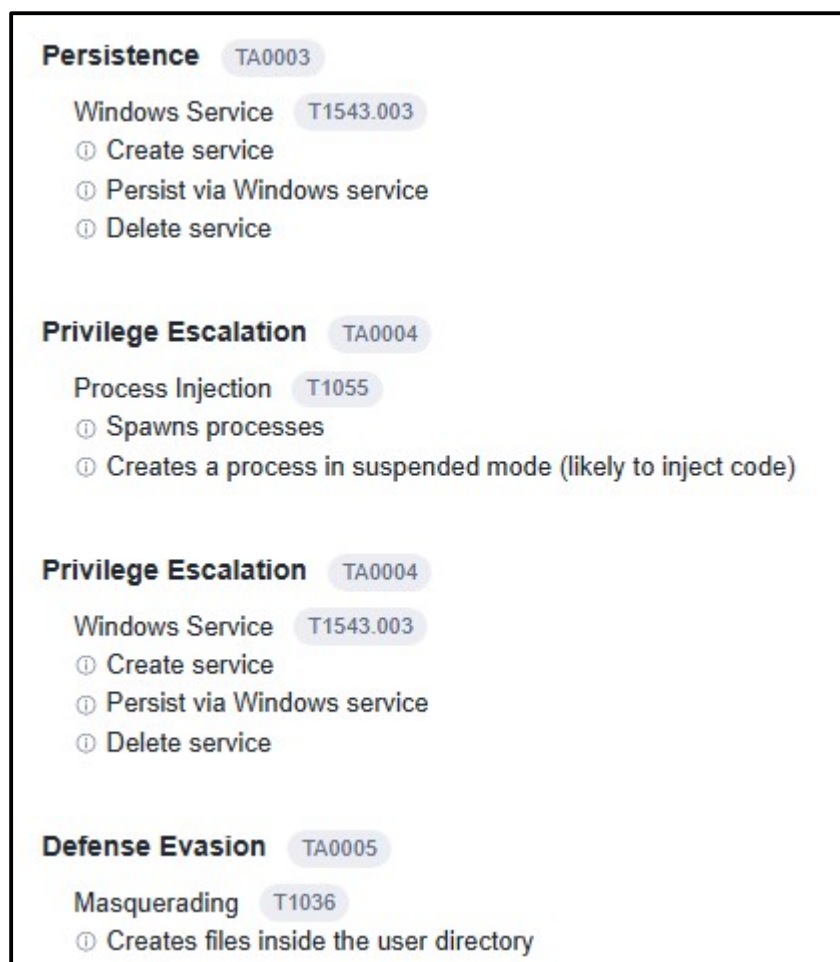 Persistence TA0003
Windows Service T1543.003
Create service
Persist via Windows service
Delete service
Privilege Escalation TA0004
Process Injection T1055
Spawns processes
Creates a process in suspended mode (likely to inject code)
Privilege Escalation TA0004
Windows Service T1543.003
Create service
Persist via Windows service
Delete service
Defense Evasion TA0005
Masquerading T1036
Creates files inside the user directory